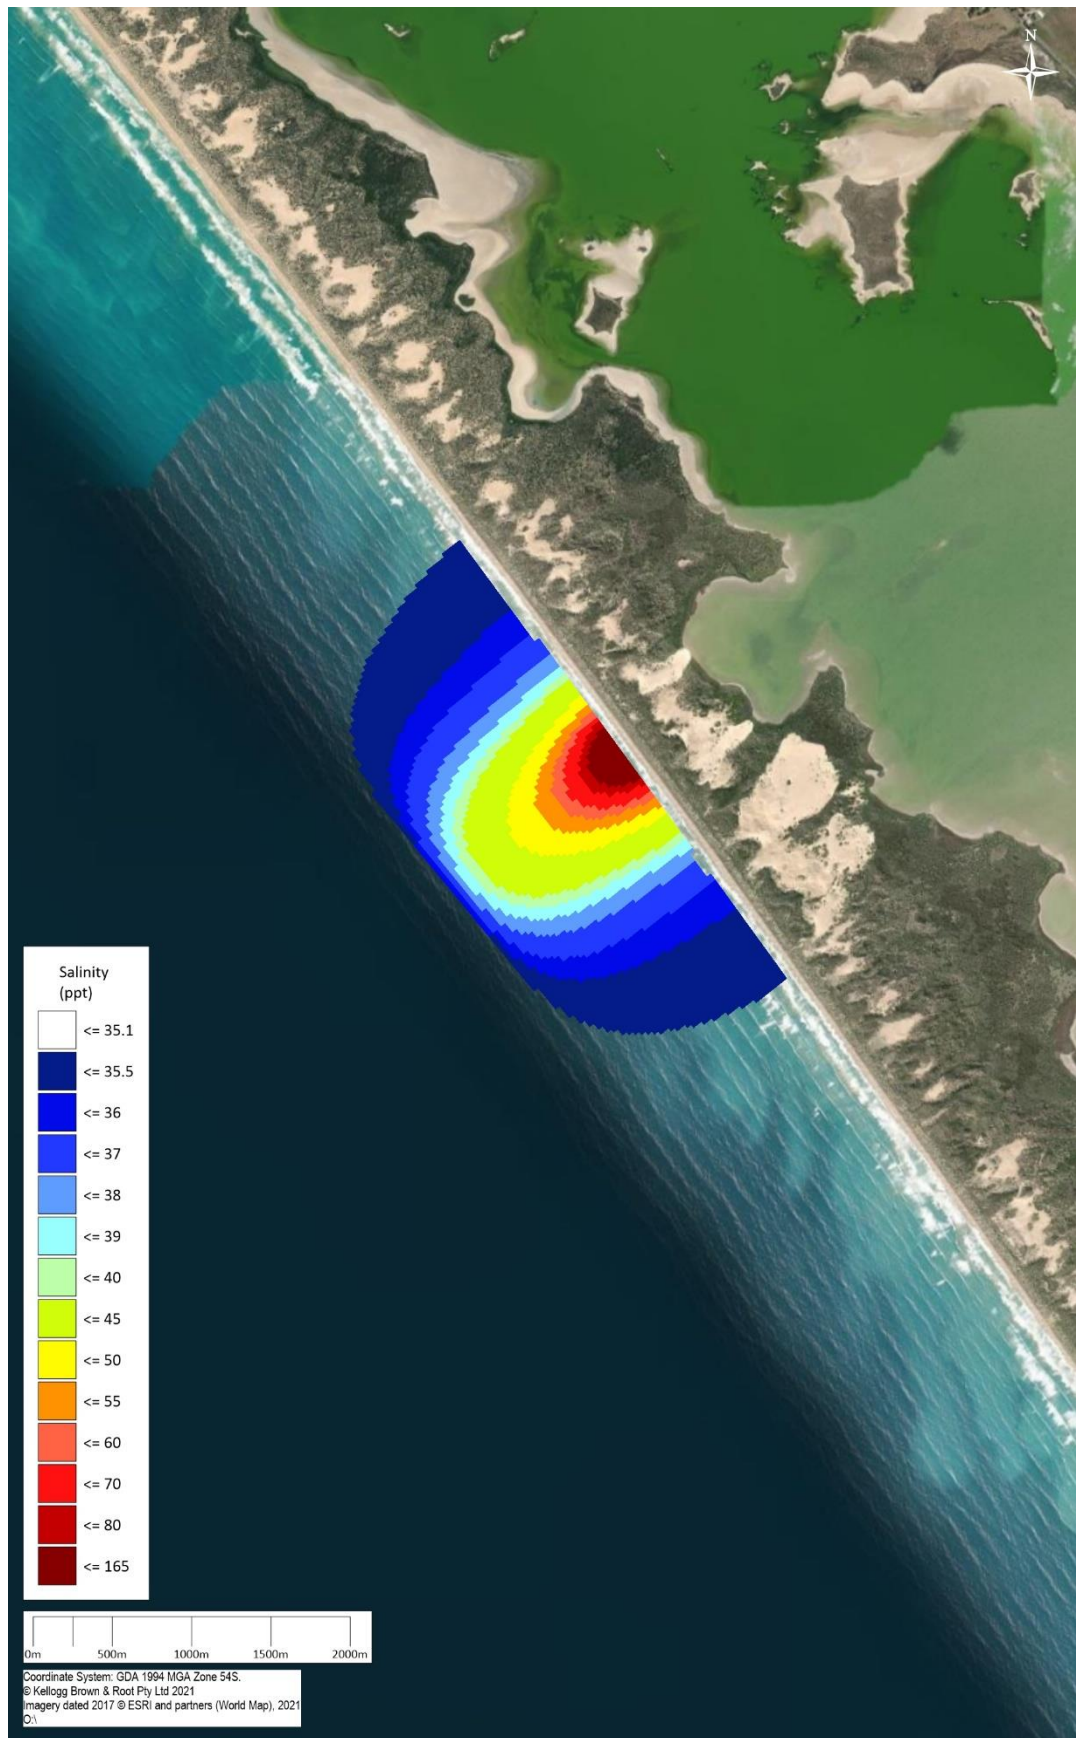 N
Salinity
(ppt)
<= 35.1
<= 35.5
<= 36
<= 37
<= 38
<= 39
<= 40
<= 45
<= 50
<= 55
<= 60
<= 70
<= 80
<= 165
0m 500m 1000m 1500m 2000m
Coordinate System: GDA 1994 MGA Zone 54S.
© Kellogg Brown & Root Pty Ltd 2021
Imagery dated 2017 © ESRI and partners (World Map), 2021
O:\